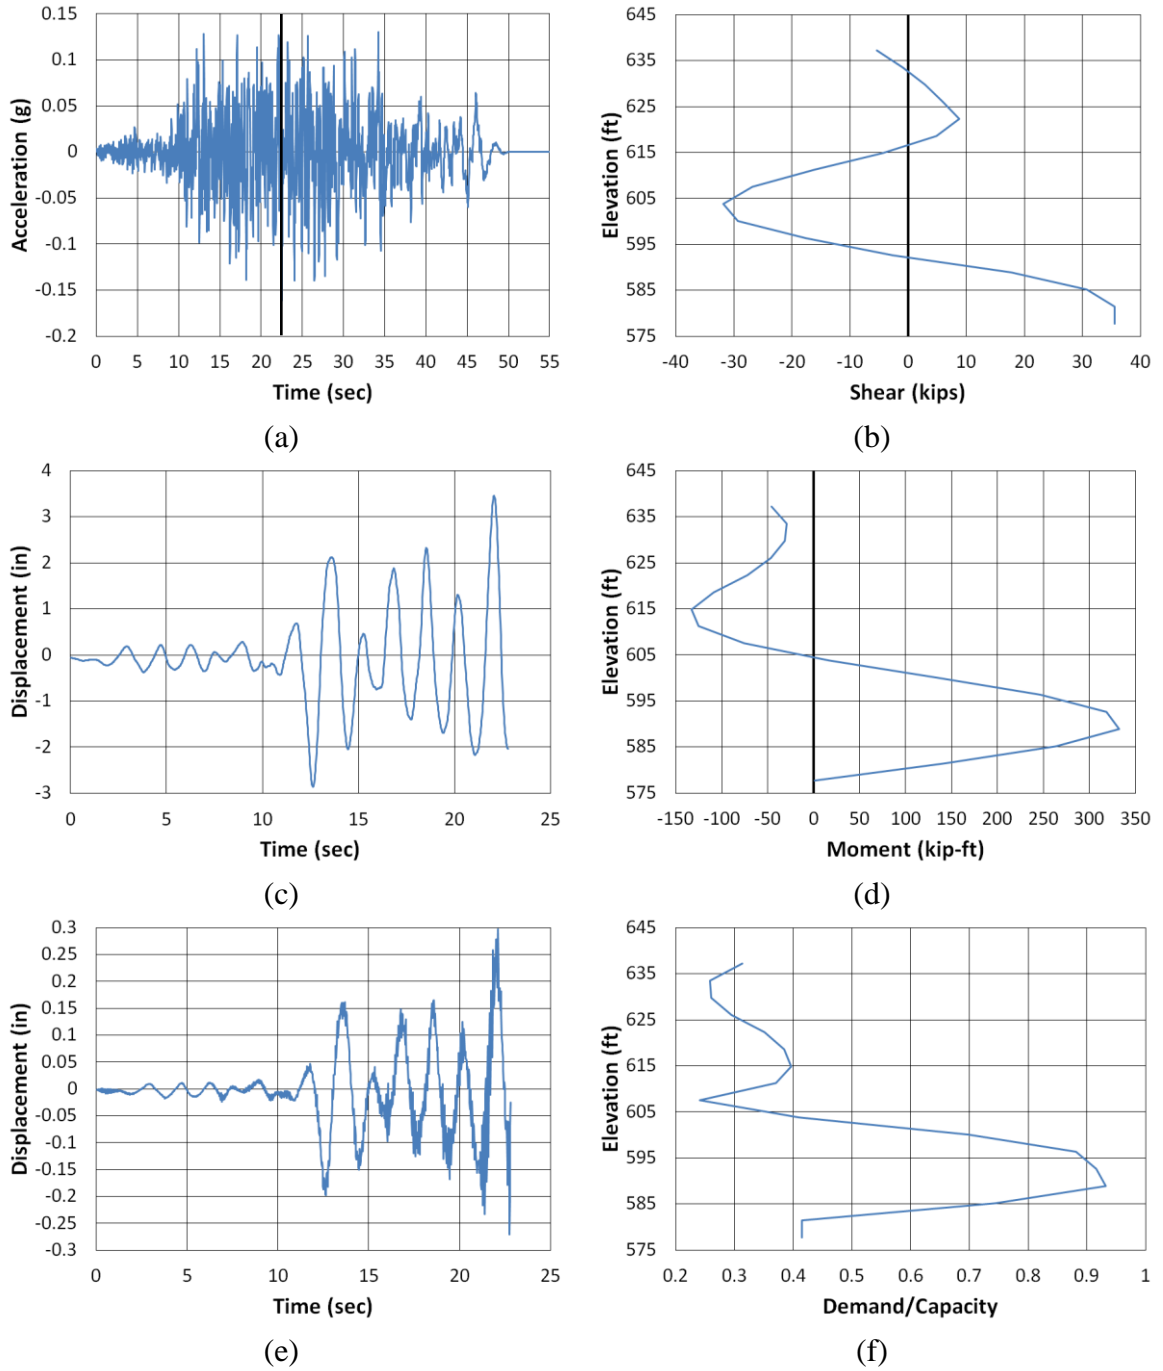 0.15
0.1
0.05
0
-0.05
-0.1
-0.15
-0.2
Acceleration (g)
0 5 10 15 20 25 30 35 40 45 50 55
Time (sec)
(a)
645
635
625
615
605
595
585
575
Elevation (ft)
-40 -30 -20 -10 0 10 20 30 40
Shear (kips)
(b)
4
3
2
1
0
-1
-2
-3
Displacement (in)
0 5 10 15 20 25
Time (sec)
(c)
645
635
625
615
605
595
585
575
Elevation (ft)
-150 -100 -50 0 50 100 150 200 250 300 350
Moment (kip-ft)
(d)
0.3
0.25
0.2
0.15
0.1
0.05
0
-0.05
-0.1
-0.15
-0.2
-0.25
-0.3
Displacement (in)
0 5 10 15 20 25
Time (sec)
(e)
645
635
625
615
605
595
585
575
Elevation (ft)
0.2 0.3 0.4 0.5 0.6 0.7 0.8 0.9 1
Demand/Capacity
(f)